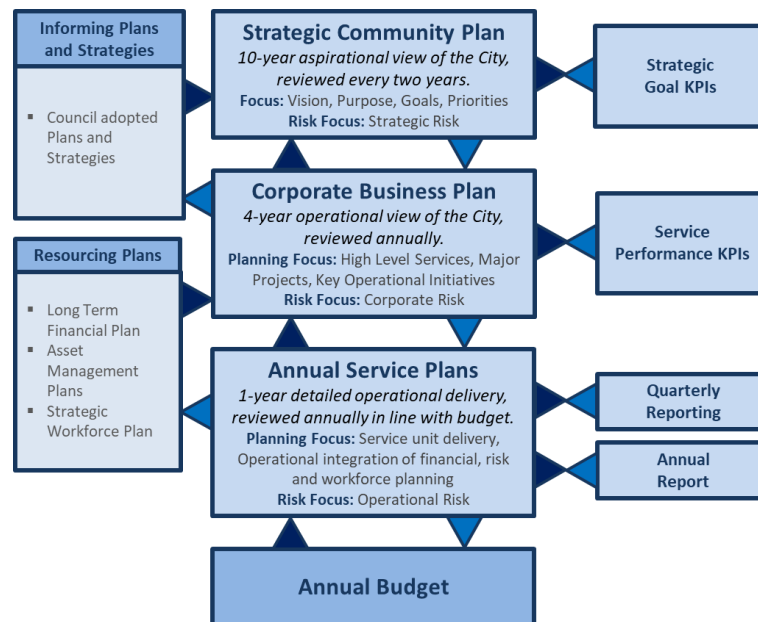 Informing Plans
and Strategies
▪ Council adopted
Plans and
Strategies
Strategic Community Plan
10-year aspirational view of the City,
reviewed every two years.
Focus: Vision, Purpose, Goals, Priorities
Risk Focus: Strategic Risk
Strategic
Goal KPIs
Corporate Business Plan
4-year operational view of the City,
reviewed annually.
Planning Focus: High Level Services, Major
Projects, Key Operational Initiatives
Risk Focus: Corporate Risk
Service
Performance KPIs
Resourcing Plans
▪ Long Term
Financial Plan
▪ Asset
Management
Plans
▪ Strategic
Workforce Plan
Annual Service Plans
1-year detailed operational delivery,
reviewed annually in line with budget.
Planning Focus: Service unit delivery,
Operational integration of financial, risk
and workforce planning
Risk Focus: Operational Risk
Quarterly
Reporting
Annual
Report
Annual Budget